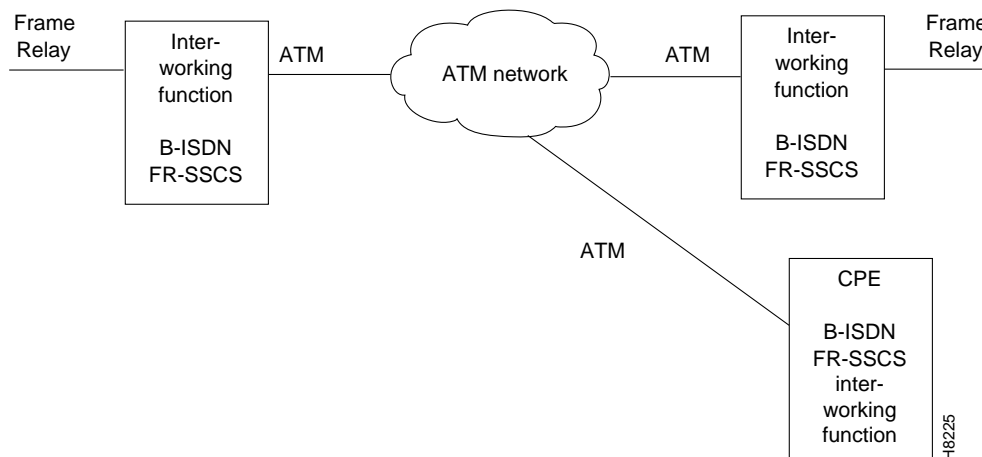 Frame
Relay
Inter-
working
function
B-ISDN
FR-SSCS
ATM
ATM network
ATM
Inter-
working
function
B-ISDN
FR-SSCS
Frame
Relay
ATM
CPE
B-ISDN
FR-SSCS
inter-
working
function
H8225